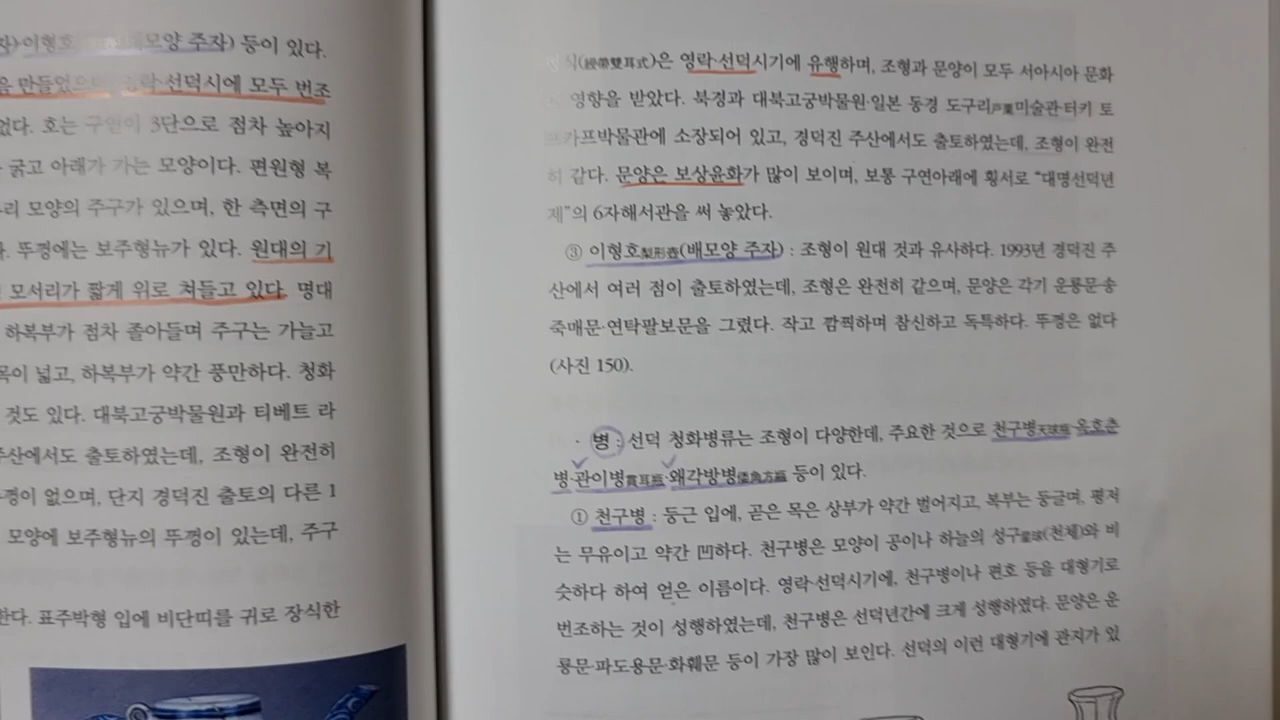 이형호 배모양 주자) 등이 있다.
만들었으며 영락·선덕시에 모두 번조
었다. 호는 구연이 3단으로 점차 높아지
굵고 아래가 가는 모양이다. 편원형 복
리 모양의 주구가 있으며, 한 측면의 구
뚜껑에는 보주형뉴가 있다. 원대의 기
모서리가 짧게 위로 쳐들고 있다. 명대
하복부가 점차 졸아들며 주구는 가늘고
목이 넓고, 하복부가 약간 풍만하다. 청화
것도 있다. 대북고궁박물원과 티베트 라
주산에서도 출토하였는데, 조형이 완전히
껑이 없으며, 단지 경덕진 출토의 다른 1
모양에 보주형뉴의 뚜껑이 있는데, 주구
한다. 표주박형 입에 비단띠를 귀로 장식한
식(綬帶雙耳式)은 영락·선덕시기에 유행하며, 조형과 문양이 모두 서아시아 문화
영향을 받았다. 북경과 대북고궁박물원·일본 동경 도구리戶栗미술관·터키 토
프카프박물관에 소장되어 있고, 경덕진 주산에서도 출토하였는데, 조형이 완전
히 같다. 문양은 보상윤화가 많이 보이며, 보통 구연아래에 횡서로 “대명선덕년
제”의 6자해서관을 써 놓았다.
③ 이형호梨形壺(배모양 주자) : 조형이 원대 것과 유사하다. 1993년 경덕진 주
산에서 여러 점이 출토하였는데, 조형은 완전히 같으며, 문양은 각기 운룡문·송
죽매문·연탁팔보문을 그렸다. 작고 깜찍하며 참신하고 독특하다. 뚜껑은 없다
(사진 150).
· 병 : 선덕 청화병류는 조형이 다양한데, 주요한 것으로 천구병天球甁·옥호춘
병·관이병貫耳甁·왜각방병倭角方甁 등이 있다.
① 천구병 : 둥근 입에, 곧은 목은 상부가 약간 벌어지고, 복부는 둥글며, 평저
는 무유이고 약간 凹하다. 천구병은 모양이 공이나 하늘의 성구星球(천체)와 비
슷하다 하여 얻은 이름이다. 영락·선덕시기에, 천구병이나 편호 등을 대형기로
번조하는 것이 성행하였는데, 천구병은 선덕년간에 크게 성행하였다. 문양은 운
룡문·파도용문·화훼문 등이 가장 많이 보인다. 선덕의 이런 대형기에 관지가 있